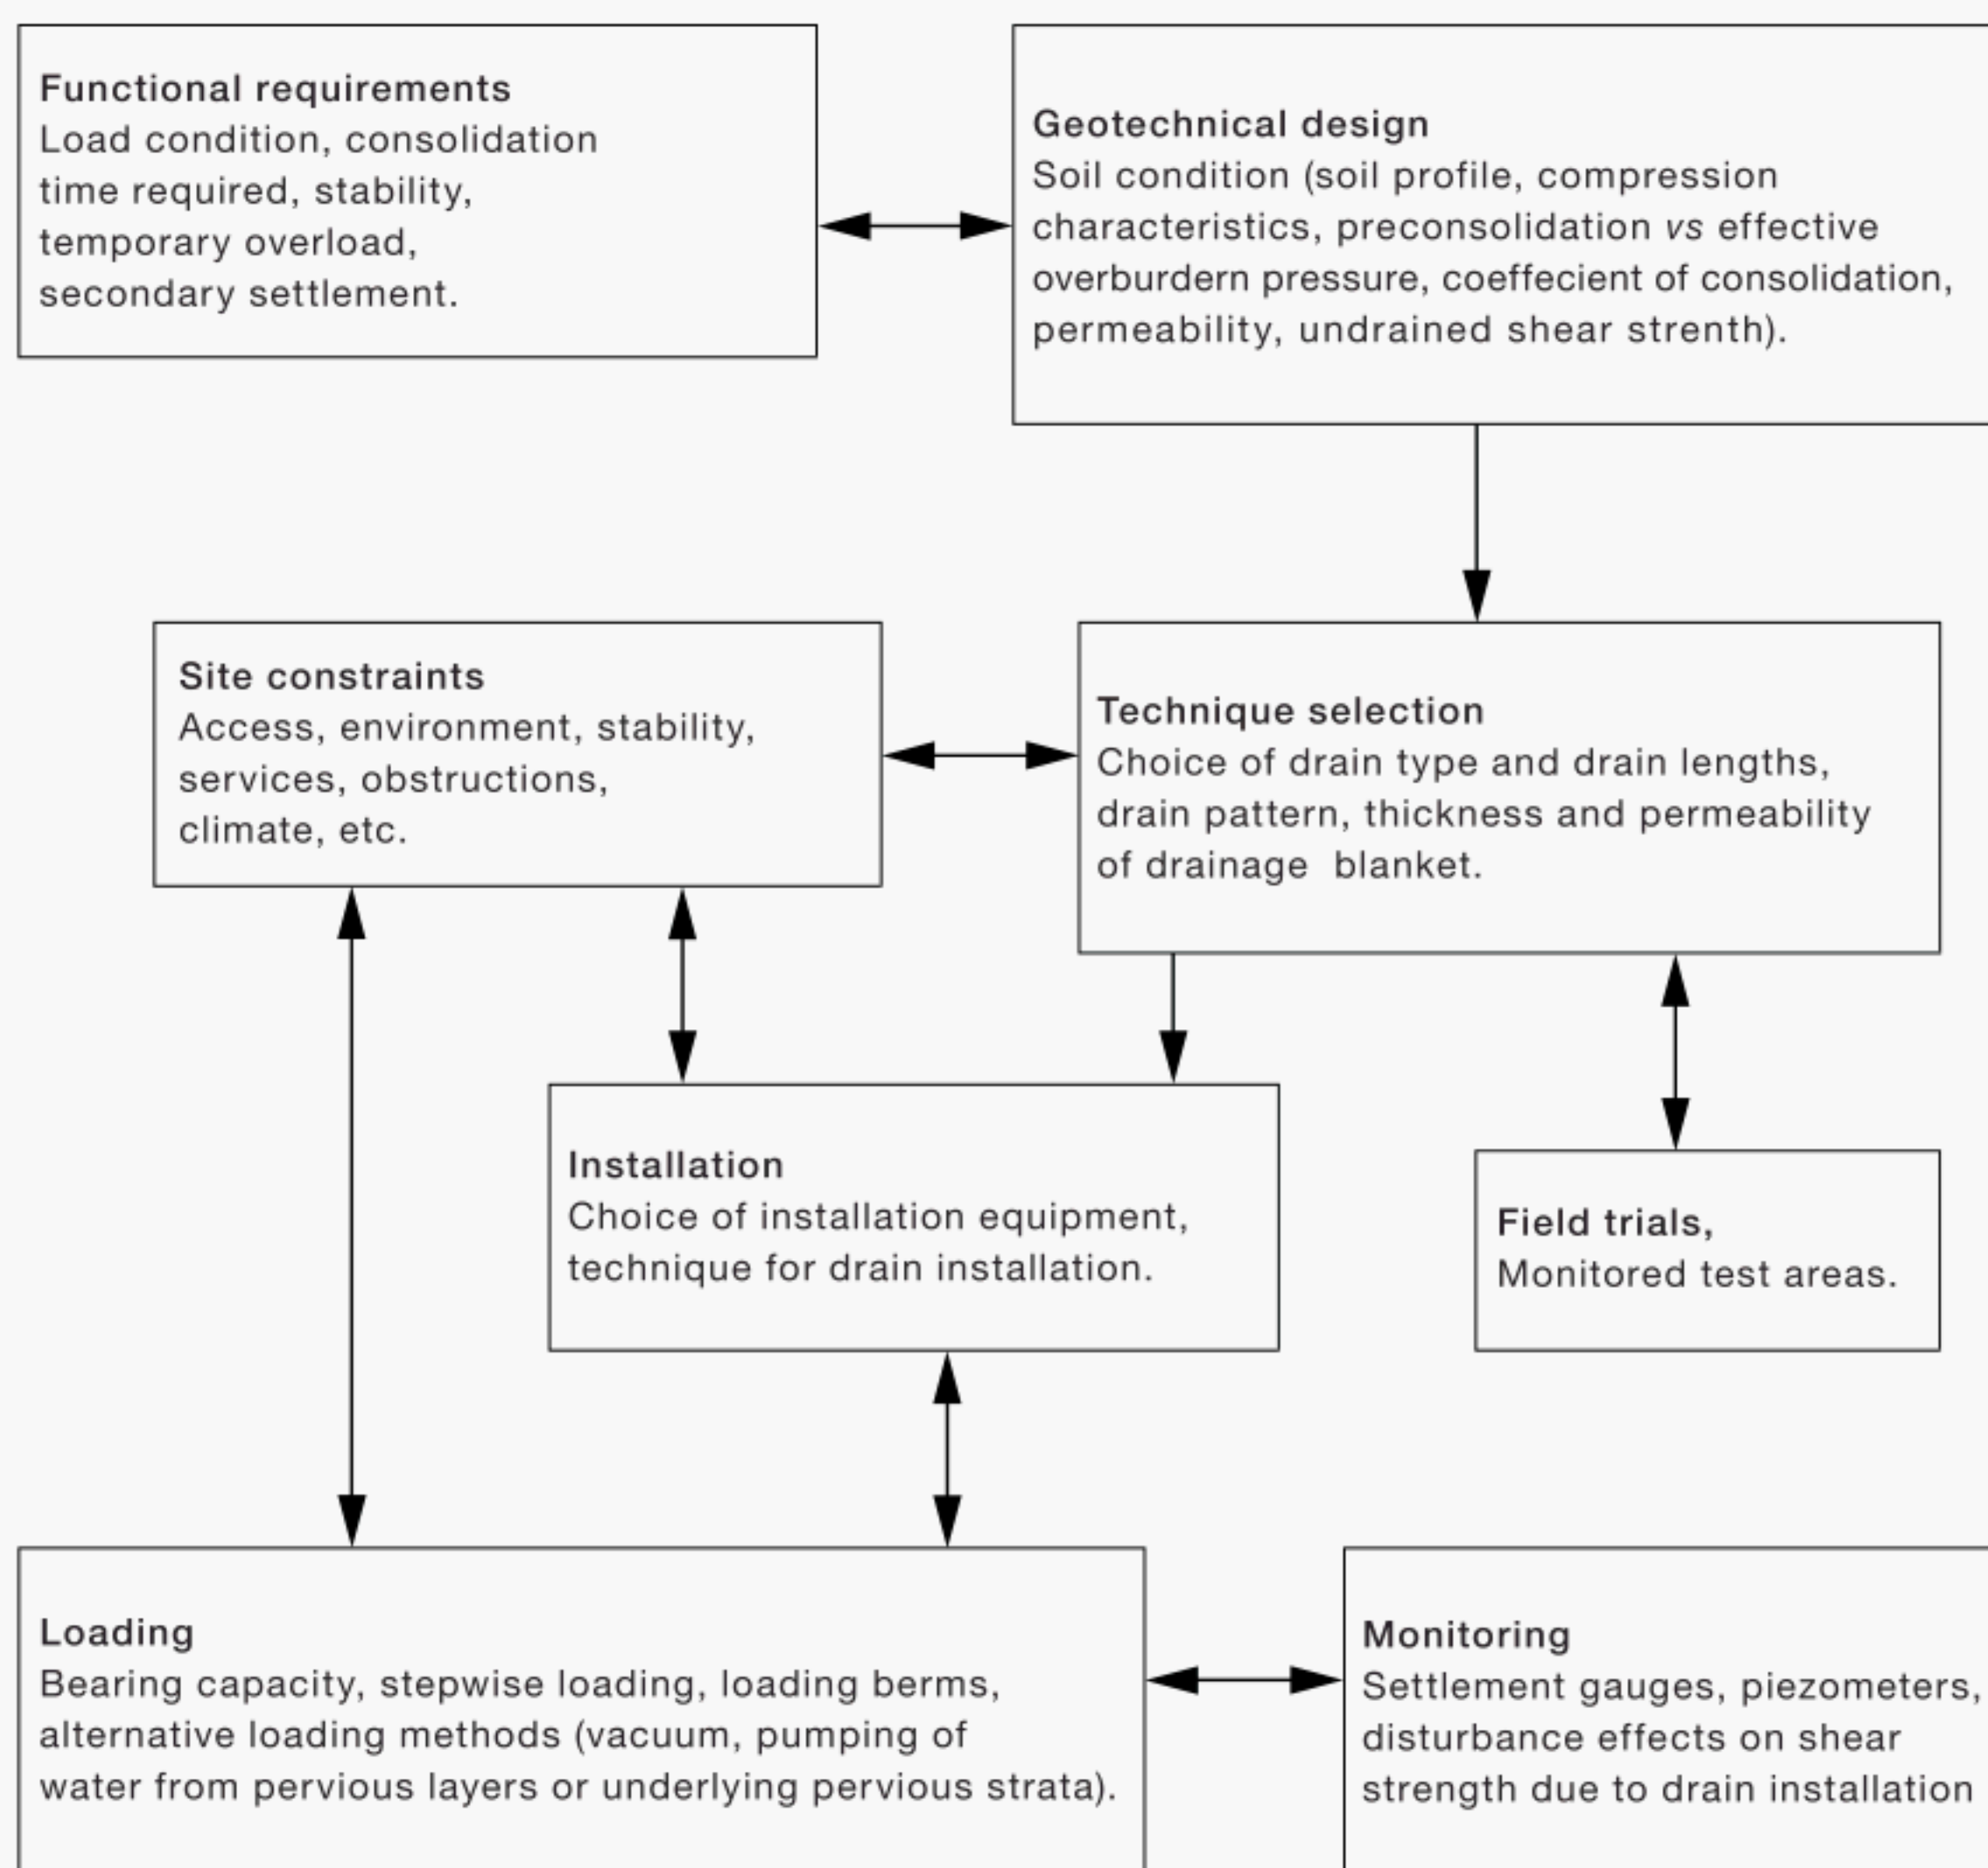 Functional requirements
Load condition, consolidation
time required, stability,
temporary overload,
secondary settlement.
Geotechnical design
Soil condition (soil profile, compression
characteristics, preconsolidation vs effective
overburdern pressure, coeffecient of consolidation,
permeability, undrained shear strenth).
Site constraints
Access, environment, stability,
services, obstructions,
climate, etc.
Technique selection
Choice of drain type and drain lengths,
drain pattern, thickness and permeability
of drainage blanket.
Installation
Choice of installation equipment,
technique for drain installation.
Field trials,
Monitored test areas.
Loading
Bearing capacity, stepwise loading, loading berms,
alternative loading methods (vacuum, pumping of
water from pervious layers or underlying pervious strata).
Monitoring
Settlement gauges, piezometers,
disturbance effects on shear
strength due to drain installation